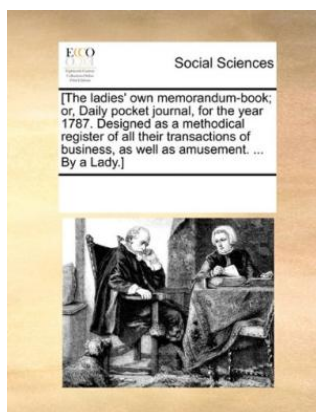 ECCO
Social Sciences
[The ladies' own memorandum-book;
or, Daily pocket journal, for the year
1787. Designed as a methodical
register of all their transactions of
business, as well as amusement. ...
By a Lady.]